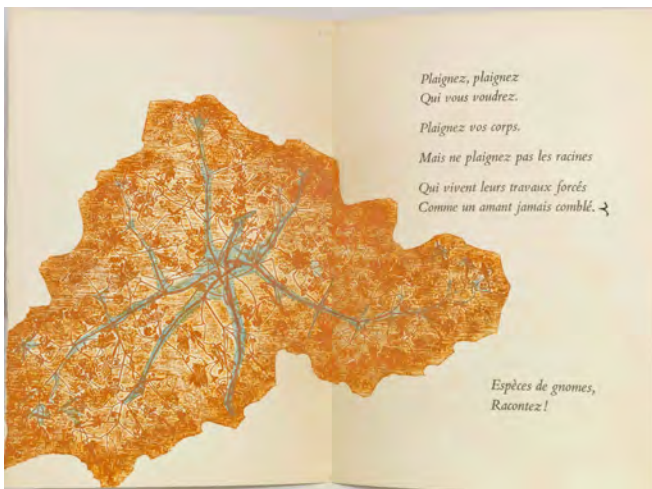 Plaignez, plaignez
Qui vous voudrez.
Plaignez vos corps.
Mais ne plaignez pas les racines
Qui vivent leurs travaux forcés
Comme un amant jamais comblé.
Espèces de gnomes,
Racontez !